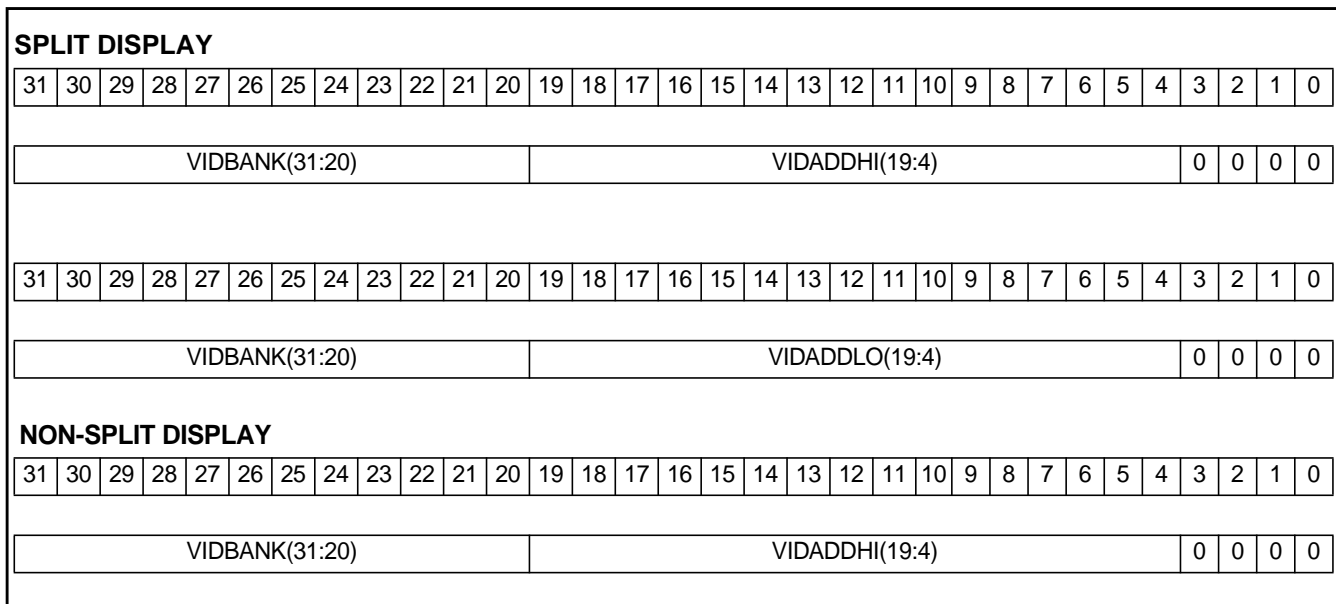 SPLIT DISPLAY
31 30 29 28 27 26 25 24 23 22 21 20 19 18 17 16 15 14 13 12 11 10 9 8 7 6 5 4 3 2 1 0
VIDBANK(31:20) VIDADDHI(19:4) 0 0 0 0
31 30 29 28 27 26 25 24 23 22 21 20 19 18 17 16 15 14 13 12 11 10 9 8 7 6 5 4 3 2 1 0
VIDBANK(31:20) VIDADDLO(19:4) 0 0 0 0
NON-SPLIT DISPLAY
31 30 29 28 27 26 25 24 23 22 21 20 19 18 17 16 15 14 13 12 11 10 9 8 7 6 5 4 3 2 1 0
VIDBANK(31:20) VIDADDHI(19:4) 0 0 0 0